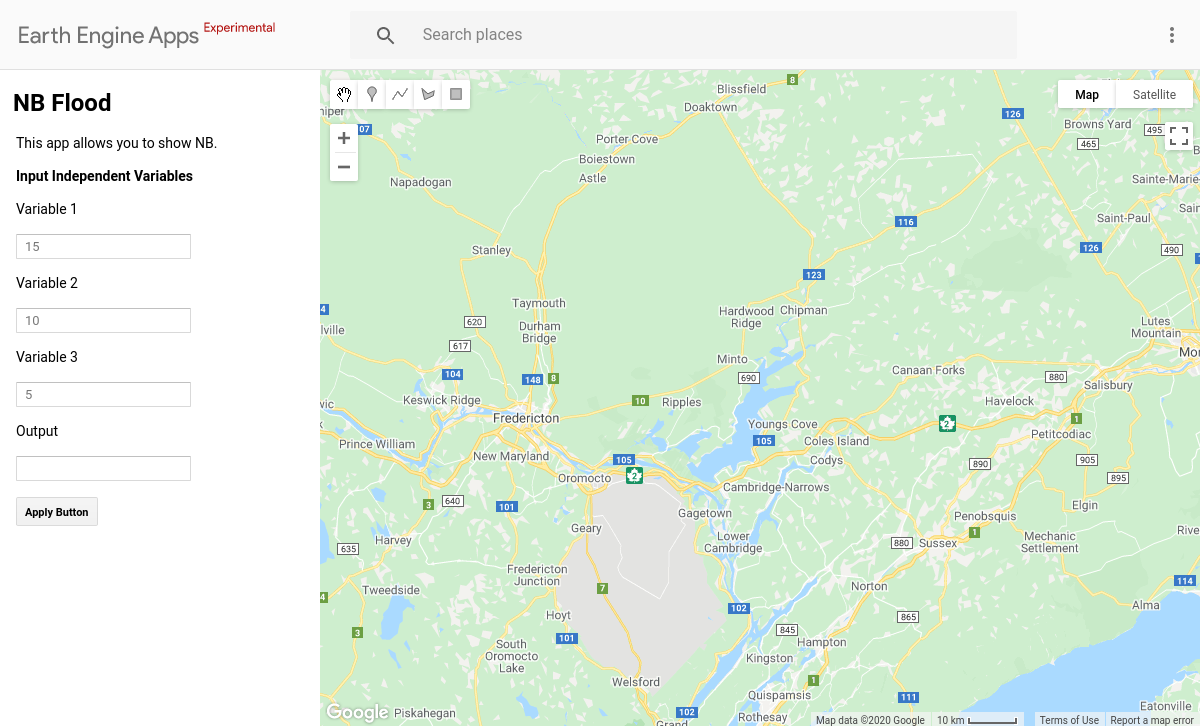 Earth Engine Apps Experimental
Search places
NB Flood
This app allows you to show NB.
Input Independent Variables
Variable 1
15
Variable 2
10
Variable 3
5
Output
Apply Button
Map
Satellite
+
−
Blissfield
8
Doaktown
126
Browns Yard
495
465
07
Porter Cove
Boiestown
Astle
Napadogan
Sainte-Marie-
116
Saint-Paul
126
490
Stanley
123
Taymouth
4
620
Durham
Bridge
Hardwood
Ridge
Chipman
Lutes
Mountain
617
Minto
104
148
8
690
Canaan Forks
880
Salisbury
Keswick Ridge
10
Ripples
Havelock
Fredericton
Youngs Cove
2
1
Prince William
105
Coles Island
Petitcodiac
New Maryland
105
Codys
890
905
Oromocto
2
Cambridge-Narrows
895
3
640
101
Gagetown
Elgin
Penobsquis
Geary
1
Harvey
Lower
Cambridge
880
Sussex
Mechanic
Settlement
635
Fredericton
Junction
7
Norton
114
Tweedside
4
102
Alma
Hoyt
865
3
101
845
Hampton
South
Oromocto
Lake
Kingston
Welsford
1
Quispamsis
111
Google
Piskahegan
102
Grand
Rothesay
Eatonville
Map data ©2020 Google
10 km
Terms of Use
Report a map error